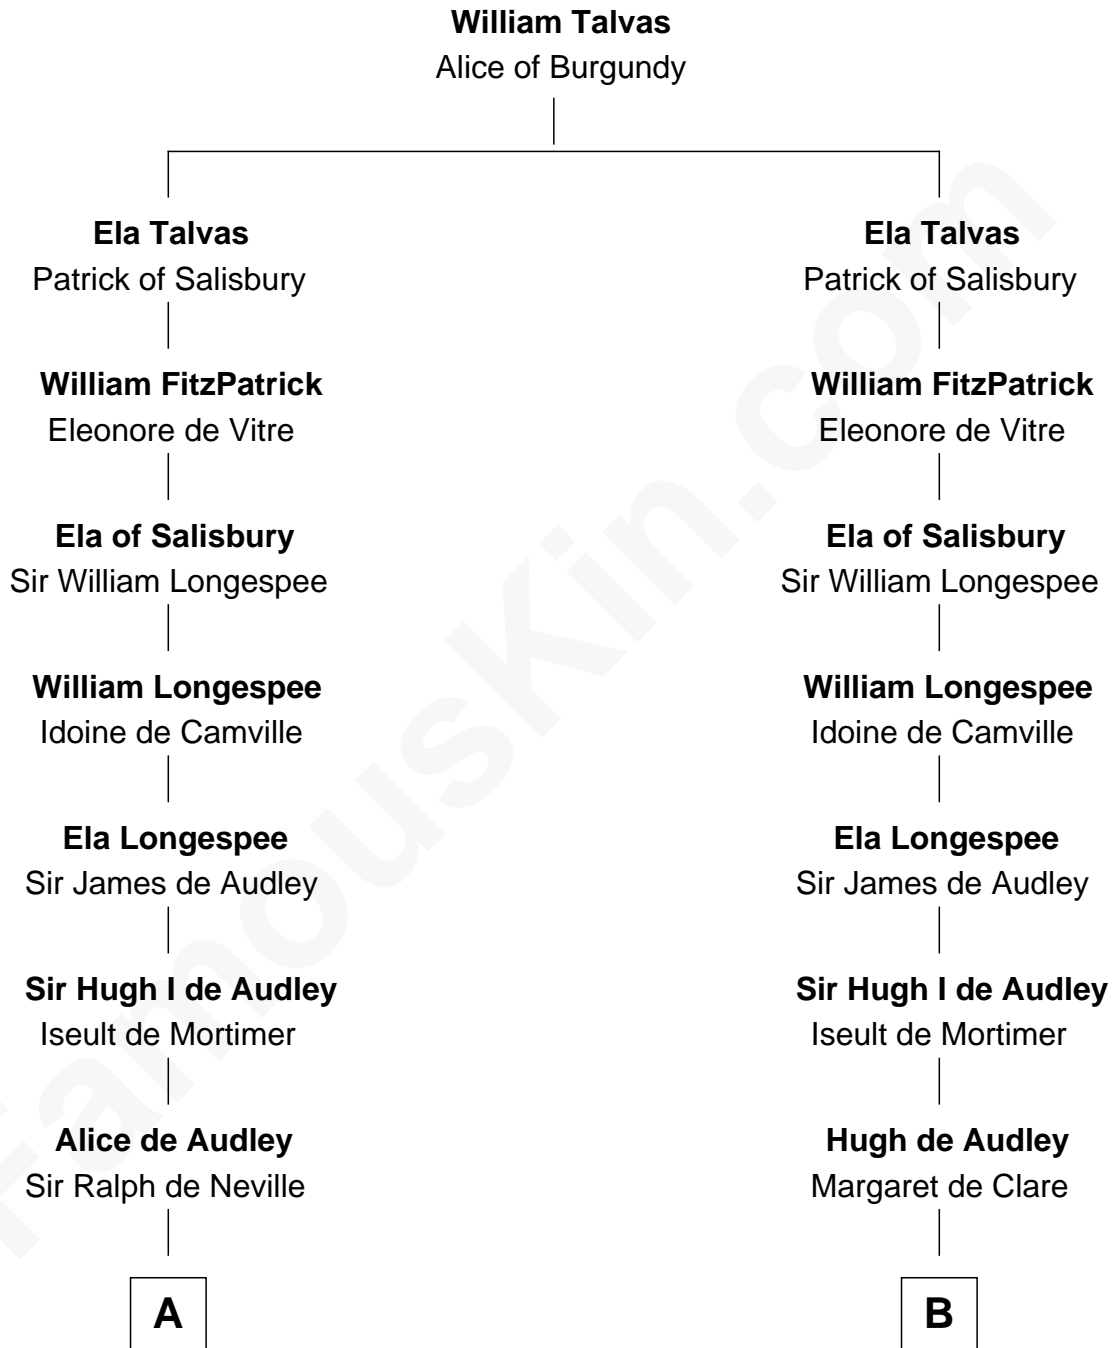 William Talvas
Alice of Burgundy
Ela Talvas
Patrick of Salisbury
Ela Talvas
Patrick of Salisbury
William FitzPatrick
Eleonore de Vitre
William FitzPatrick
Eleonore de Vitre
Ela of Salisbury
Sir William Longespee
Ela of Salisbury
Sir William Longespee
William Longespee
Idoine de Camville
William Longespee
Idoine de Camville
Ela Longespee
Sir James de Audley
Ela Longespee
Sir James de Audley
Sir Hugh I de Audley
Iseult de Mortimer
Sir Hugh I de Audley
Iseult de Mortimer
Alice de Audley
Sir Ralph de Neville
Hugh de Audley
Margaret de Clare
A
B
FamousKin.com